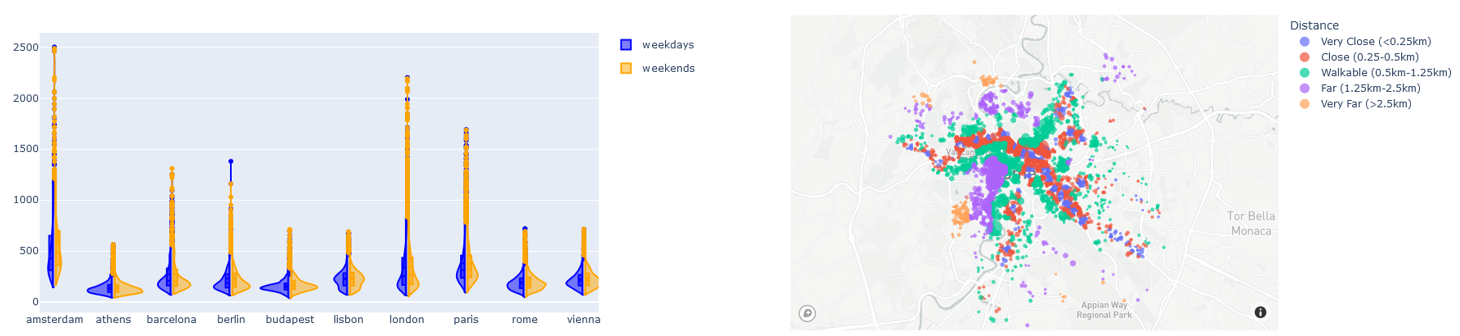 2500
2000
1500
1000
500
0
amsterdam athens barcelona berlin budapest lisbon london paris rome vienna
weekdays
weekends
Tor Bella
Monaca
Appian Way
Regional Park
Distance
Very Close (<0.25km)
Close (0.25-0.5km)
Walkable (0.5km-1.25km)
Far (1.25km-2.5km)
Very Far (>2.5km)